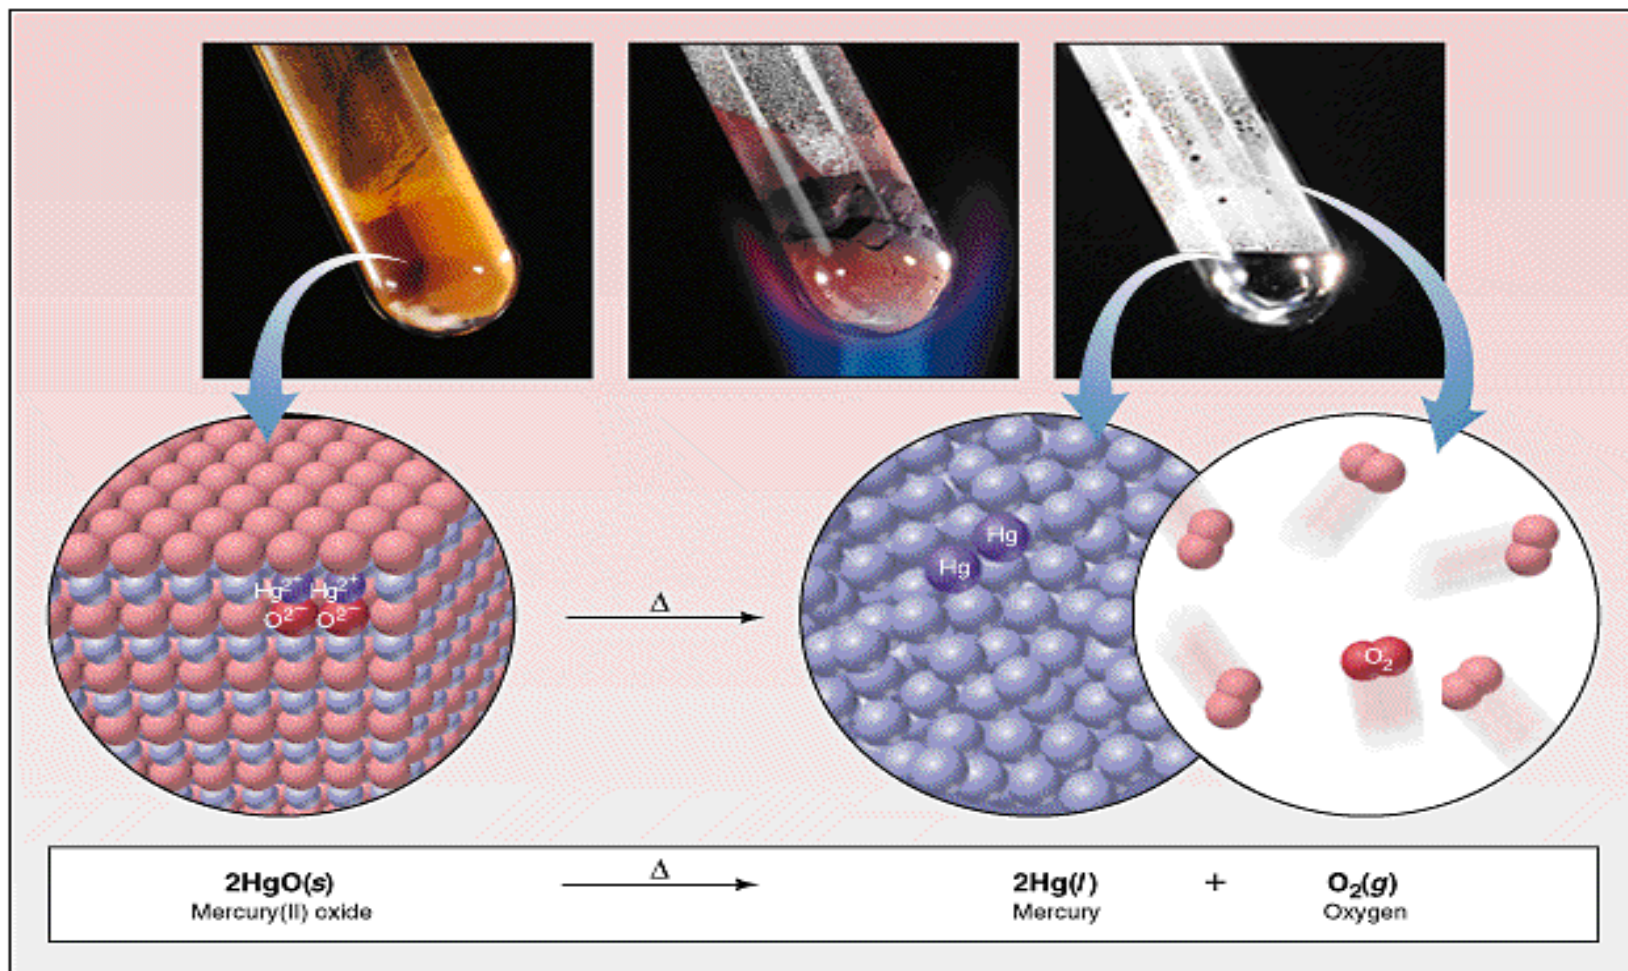 Hg²⁺ Hg²⁺
O²⁻ O²⁻
Δ
Hg
Hg
O₂
2HgO(s) Δ 2Hg(l) + O₂(g)
Mercury(II) oxide Mercury Oxygen